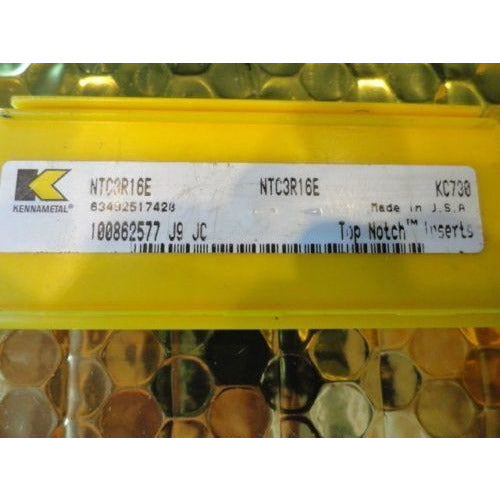 NTC3R16E NTC3R16E KC730
KENNAMETAL® 63492517428 Made in U.S.A
100862577 J9 JC Top Notch™ Inserts